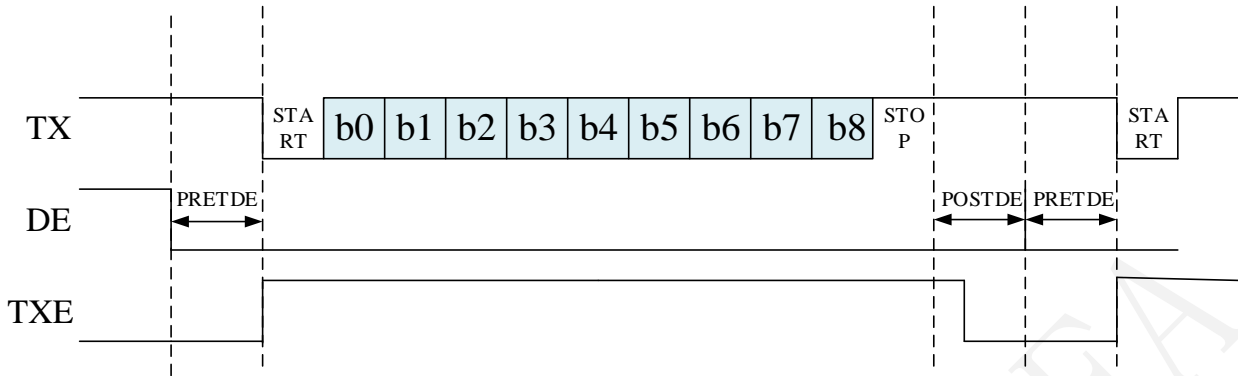 TX
STA
RT
b0 b1 b2 b3 b4 b5 b6 b7 b8
STO
P
STA
RT
DE
PRETDE
POSTDE PRETDE
TXE